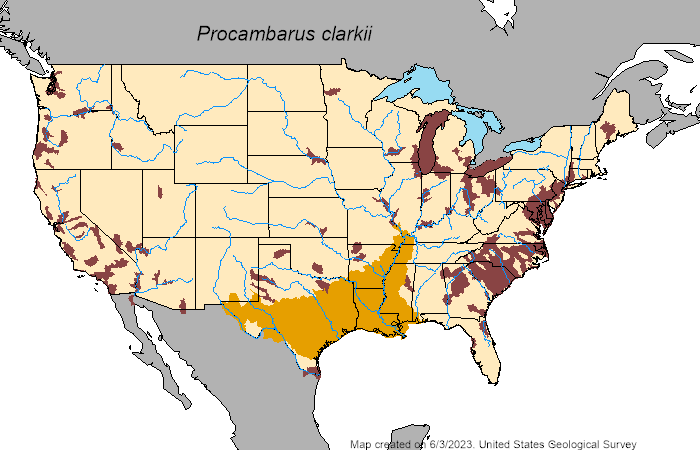 Procambarus clarkii
Map created on 6/3/2023. United States Geological Survey